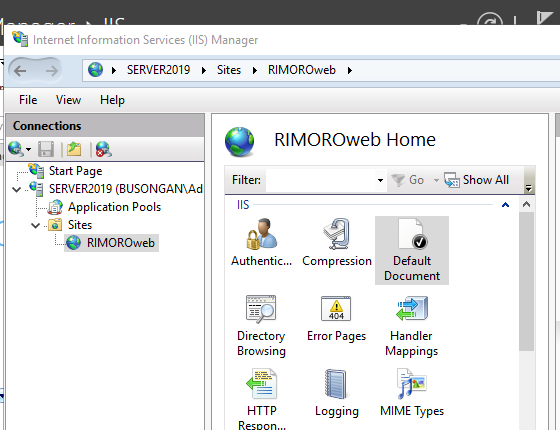 Manager ▸ IIS
Internet Information Services (IIS) Manager
SERVER2019 ▸ Sites ▸ RIMOROweb ▸
File View Help
Connections
Start Page
SERVER2019 (BUSONGAN\Ad
Application Pools
Sites
RIMOROweb
RIMOROweb Home
Filter: Go Show All
IIS
Authentic... Compression Default Document
Directory Browsing Error Pages 404 Handler Mappings
HTTP Respon... Logging MIME Types